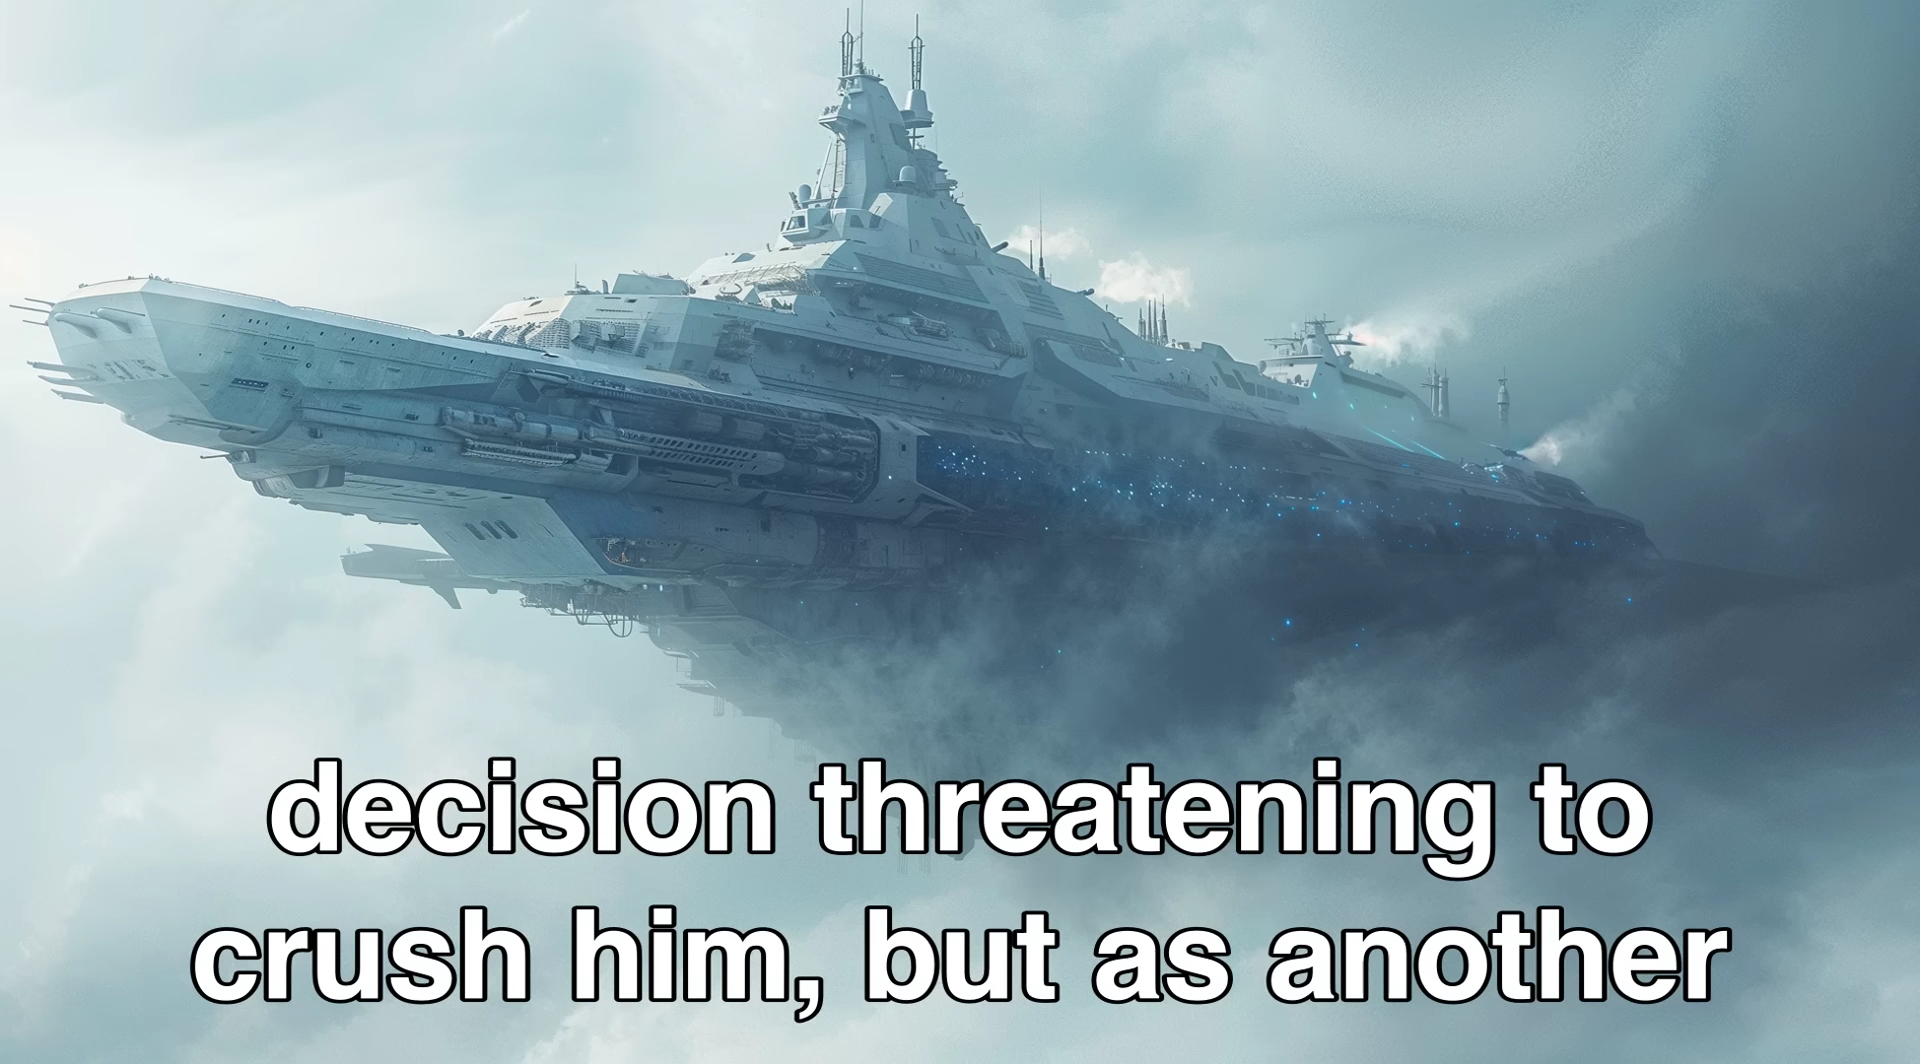 decision threatening to
crush him, but as another